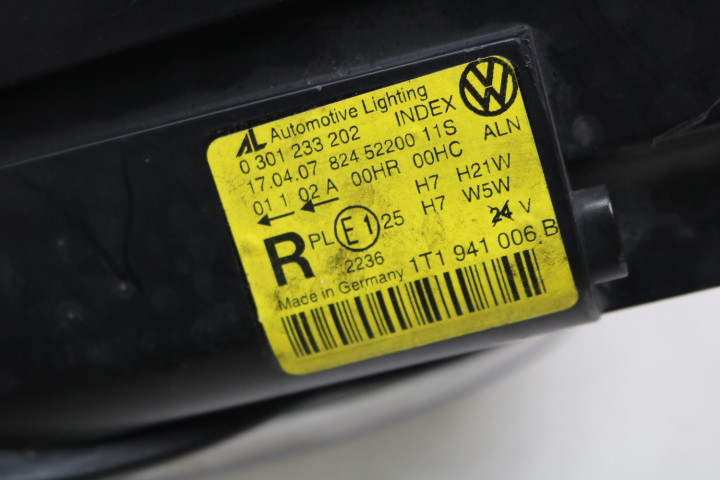 AL Automotive Lighting
0 301 233 202 INDEX
17.04.07 824 52200 11S ALN
01 1 02 A 00HR 00HC
H7 H21W
H7 W5W
24 V
R PL E1 25
2236
Made in Germany 1T1 941 006 B